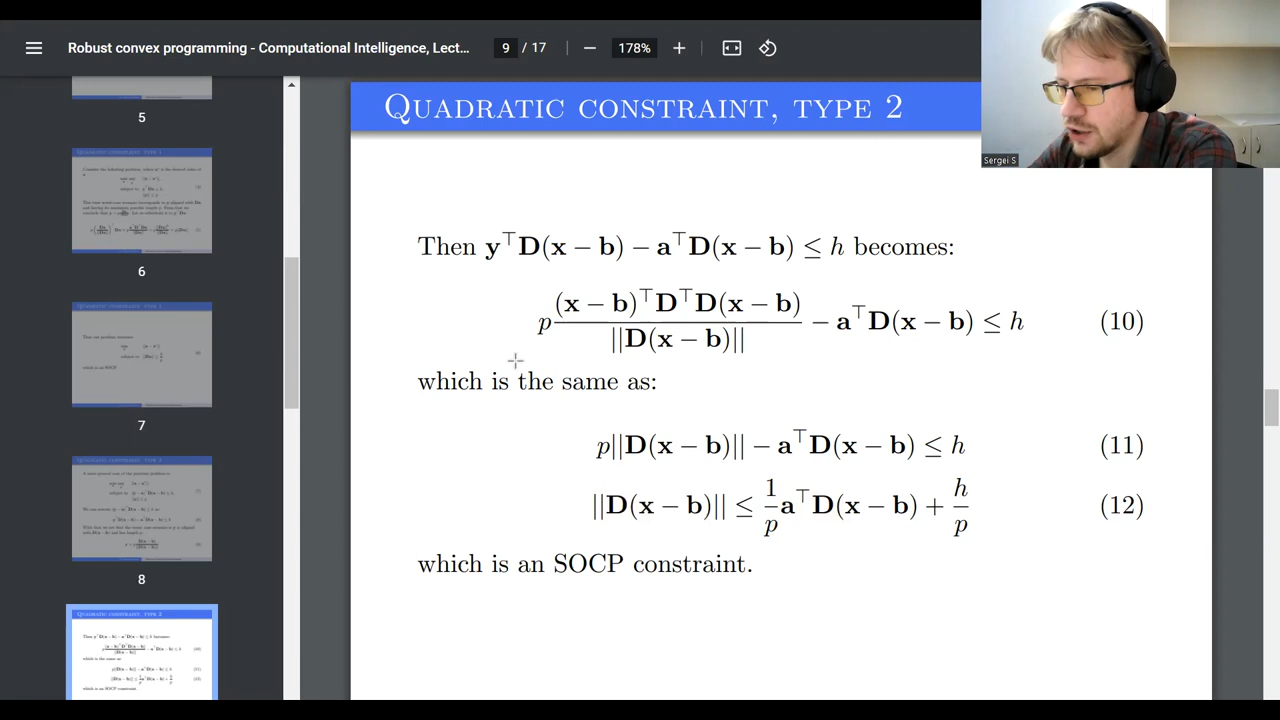 Robust convex programming - Computational Intelligence, Lect...
9 / 17
178%
Sergei S
5
6
7
8
QUADRATIC CONSTRAINT, TYPE 2
Then y⊤D(x − b) − a⊤D(x − b) ≤ h becomes:
p (x − b)⊤D⊤D(x − b) / ||D(x − b)|| − a⊤D(x − b) ≤ h (10)
which is the same as:
p||D(x − b)|| − a⊤D(x − b) ≤ h (11)
||D(x − b)|| ≤ 1/p a⊤D(x − b) + h/p (12)
which is an SOCP constraint.